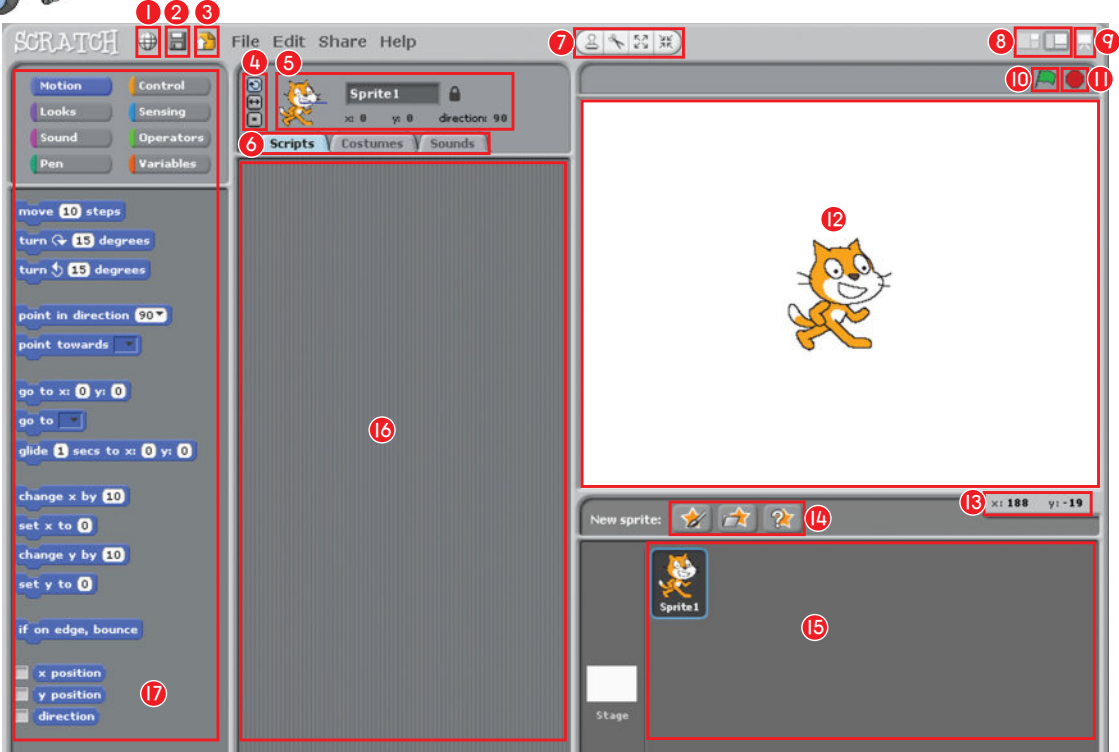 1 2 3
SCRATCH File Edit Share Help 7 8 9
4 5
Motion Control
Looks Sensing
Sound Operators
Pen Variables
Sprite1
x: 0 y: 0 direction: 90
6 Scripts Costumes Sounds
10 11
move 10 steps
turn 15 degrees
turn 15 degrees
point in direction 90
point towards
go to x: 0 y: 0
go to
glide 1 secs to x: 0 y: 0
change x by 10
set x to 0
change y by 10
set y to 0
if on edge, bounce
x position
y position
direction
17
16
12
13 x: 188 y: -19
New sprite: 14
Sprite1
15
Stage